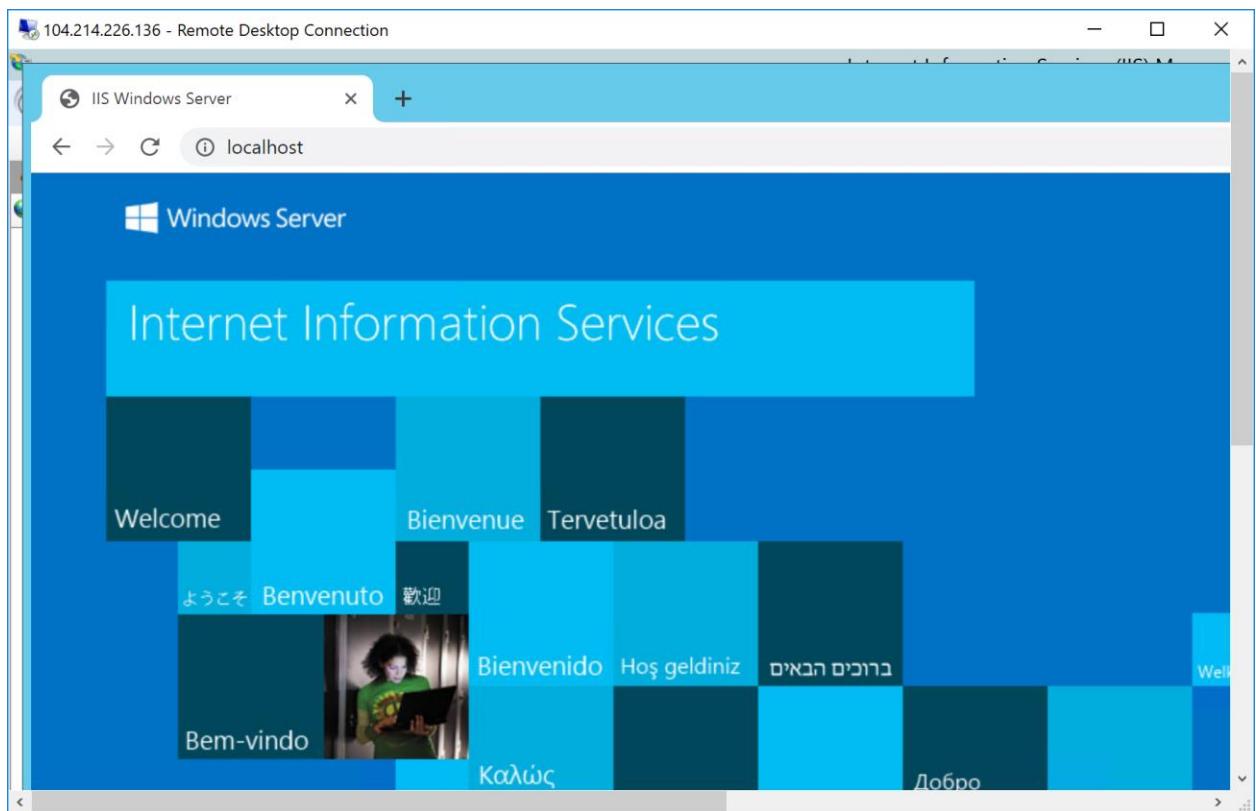 104.214.226.136 - Remote Desktop Connection
IIS Windows Server
localhost
Windows Server
Internet Information Services
Welcome
Bienvenue
Tervetuloa
ようこそ
Benvenuto
歡迎
Bienvenido
Hoş geldiniz
ברוכים הבאים
Bem-vindo
Καλώς
Добро